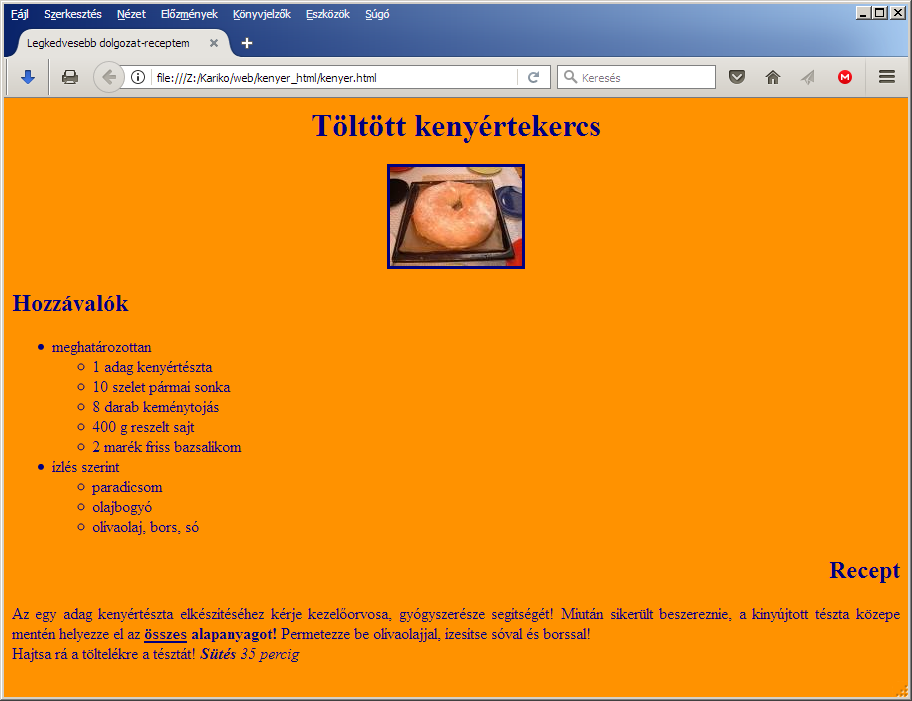 Fájl Szerkesztés Nézet Előzmények Könyvjelzők Eszközök Súgó
Legkedvesebb dolgozat-receptem
file:///Z:/Kariko/web/kenyer_html/kenyer.html
Keresés
Töltött kenyértekercs
Hozzávalók
meghatározottan
1 adag kenyértészta
10 szelet pármai sonka
8 darab keménytojás
400 g reszelt sajt
2 marék friss bazsalikom
ízlés szerint
paradicsom
olajbogyó
olívaolaj, bors, só
Recept
Az egy adag kenyértészta elkészítéséhez kérje kezelőorvosa, gyógyszerésze segítségét! Miután sikerült beszereznie, a kinyújtott tészta közepe
mentén helyezze el az összes alapanyagot! Permetezze be olívaolajjal, ízesítse sóval és borssal!
Hajtsa rá a töltelékre a tésztát! Sütés 35 percig